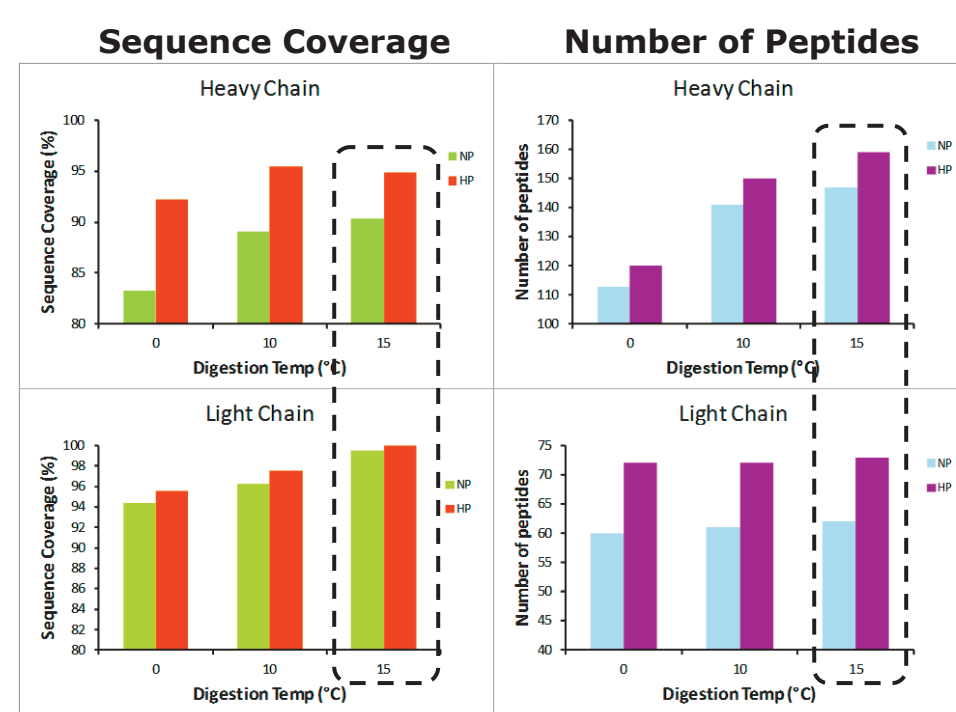 Sequence Coverage
Number of Peptides
Heavy Chain
100
95
90
85
80
Sequence Coverage (%)
NP
HP
0 10 15
Digestion Temp (°C)
Heavy Chain
170
160
150
140
130
120
110
100
Number of peptides
NP
HP
0 10 15
Digestion Temp (°C)
Light Chain
100
98
96
94
92
90
88
86
84
82
80
Sequence Coverage (%)
NP
HP
0 10 15
Digestion Temp (°C)
Light Chain
75
70
65
60
55
50
45
40
Number of peptides
NP
HP
0 10 15
Digestion Temp (°C)